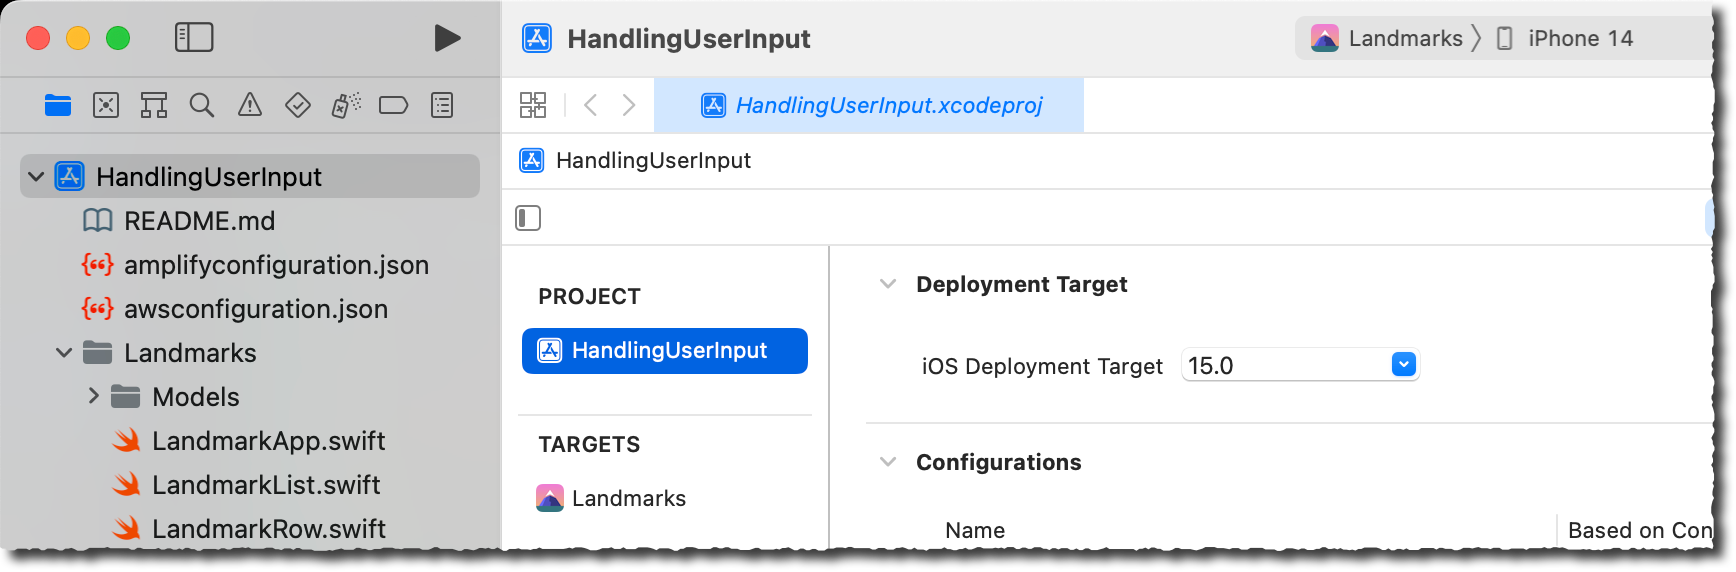 HandlingUserInput
Landmarks
iPhone 14
HandlingUserInput.xcodeproj
HandlingUserInput
README.md
amplifyconfiguration.json
awsconfiguration.json
Landmarks
Models
LandmarkApp.swift
LandmarkList.swift
LandmarkRow.swift
HandlingUserInput
PROJECT
HandlingUserInput
TARGETS
Landmarks
Deployment Target
iOS Deployment Target 15.0
Configurations
Name
Based on Con